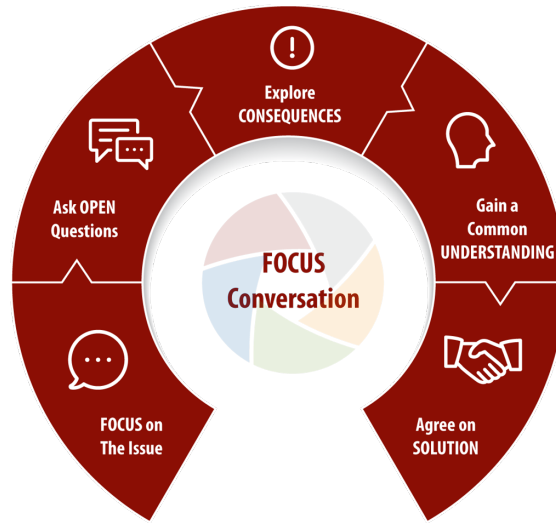 FOCUS on
The Issue
Ask OPEN
Questions
Explore
CONSEQUENCES
Gain a
Common
UNDERSTANDING
Agree on
SOLUTION
FOCUS
Conversation